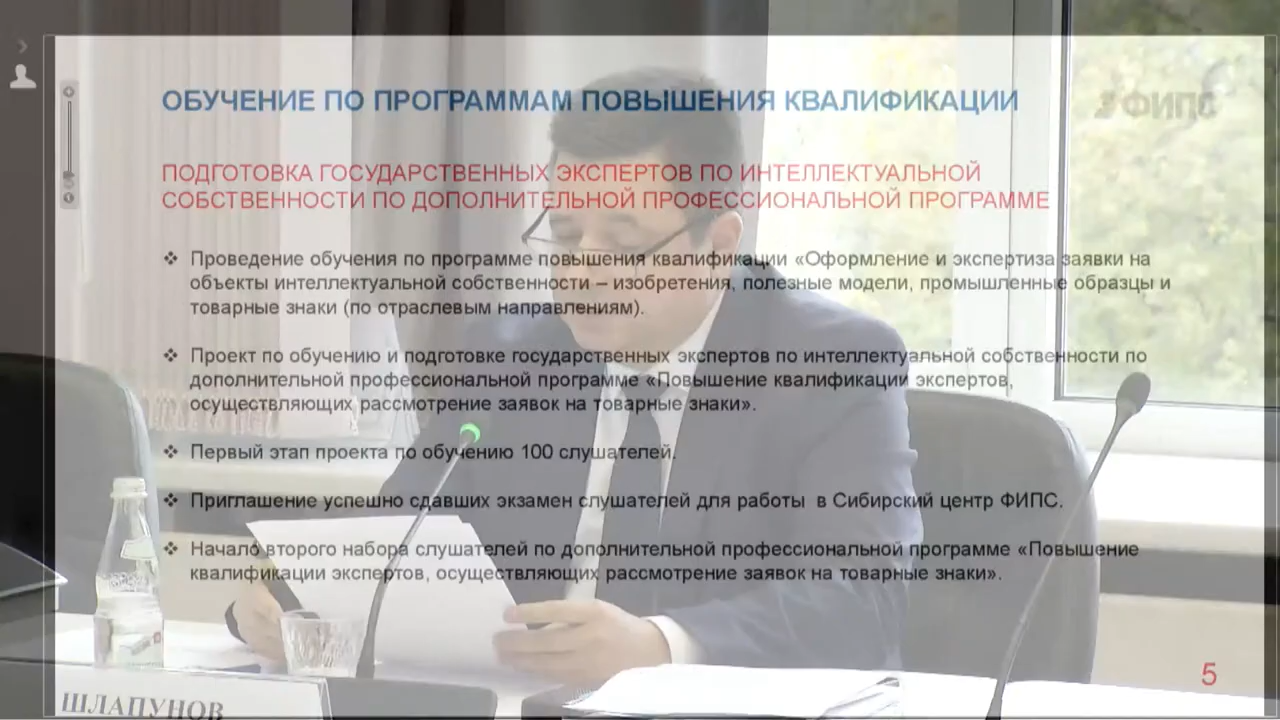 ОБУЧЕНИЕ ПО ПРОГРАММАМ ПОВЫШЕНИЯ КВАЛИФИКАЦИИ
ФИПС
ПОДГОТОВКА ГОСУДАРСТВЕННЫХ ЭКСПЕРТОВ ПО ИНТЕЛЛЕКТУАЛЬНОЙ
СОБСТВЕННОСТИ ПО ДОПОЛНИТЕЛЬНОЙ ПРОФЕССИОНАЛЬНОЙ ПРОГРАММЕ
❖ Проведение обучения по программе повышения квалификации «Оформление и экспертиза заявки на
объекты интеллектуальной собственности – изобретения, полезные модели, промышленные образцы и
товарные знаки (по отраслевым направлениям).
❖ Проект по обучению и подготовке государственных экспертов по интеллектуальной собственности по
дополнительной профессиональной программе «Повышение квалификации экспертов,
осуществляющих рассмотрение заявок на товарные знаки».
❖ Первый этап проекта по обучению 100 слушателей.
❖ Приглашение успешно сдавших экзамен слушателей для работы в Сибирский центр ФИПС.
❖ Начало второго набора слушателей по дополнительной профессиональной программе «Повышение
квалификации экспертов, осуществляющих рассмотрение заявок на товарные знаки».
5
ШЛАПУНОВ